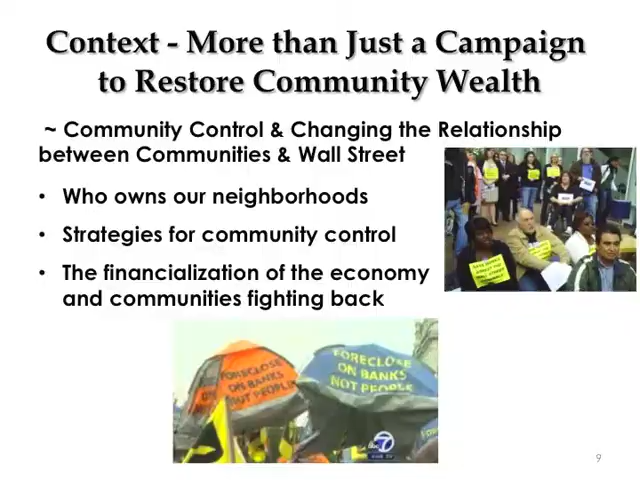 Context - More than Just a Campaign
to Restore Community Wealth
~ Community Control & Changing the Relationship
between Communities & Wall Street
• Who owns our neighborhoods
• Strategies for community control
• The financialization of the economy
and communities fighting back
FORECLOSE
ON BANKS
NOT PEOPLE
FORECLOSE
ON BANKS
NOT PEOPLE
abc 7
9